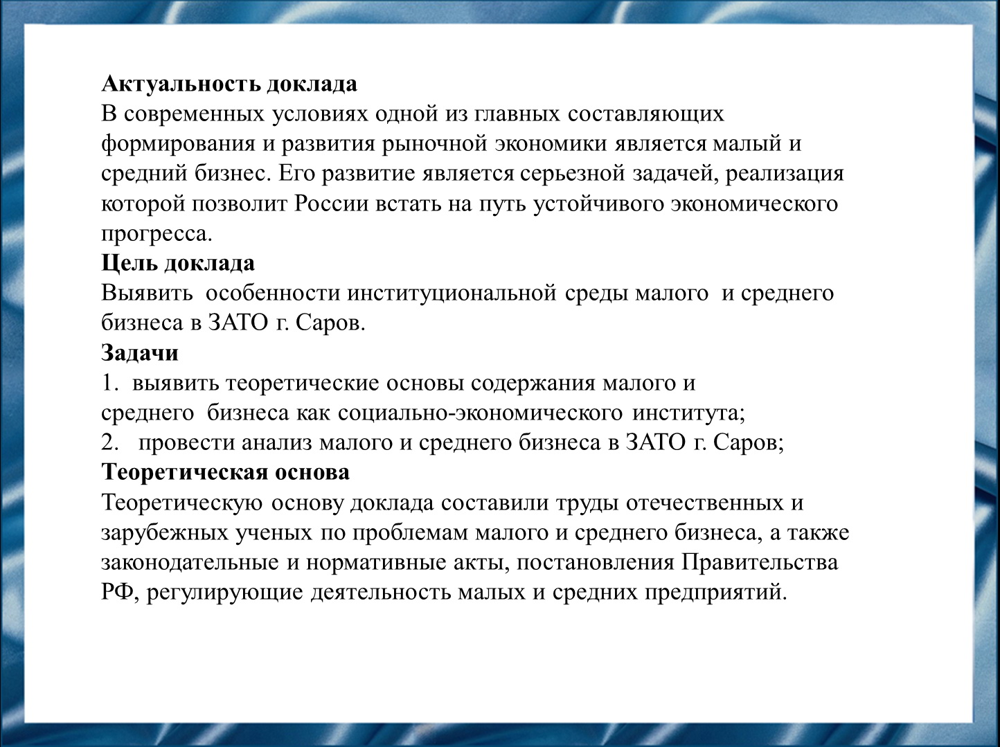 Актуальность доклада
В современных условиях одной из главных составляющих
формирования и развития рыночной экономики является малый и
средний бизнес. Его развитие является серьезной задачей, реализация
которой позволит России встать на путь устойчивого экономического
прогресса.
Цель доклада
Выявить  особенности институциональной среды малого  и среднего
бизнеса в ЗАТО г. Саров.
Задачи
1.  выявить теоретические основы содержания малого и
среднего  бизнеса как социально-экономического института;
2.   провести анализ малого и среднего бизнеса в ЗАТО г. Саров;
Теоретическая основа
Теоретическую основу доклада составили труды отечественных и
зарубежных ученых по проблемам малого и среднего бизнеса, а также
законодательные и нормативные акты, постановления Правительства
РФ, регулирующие деятельность малых и средних предприятий.